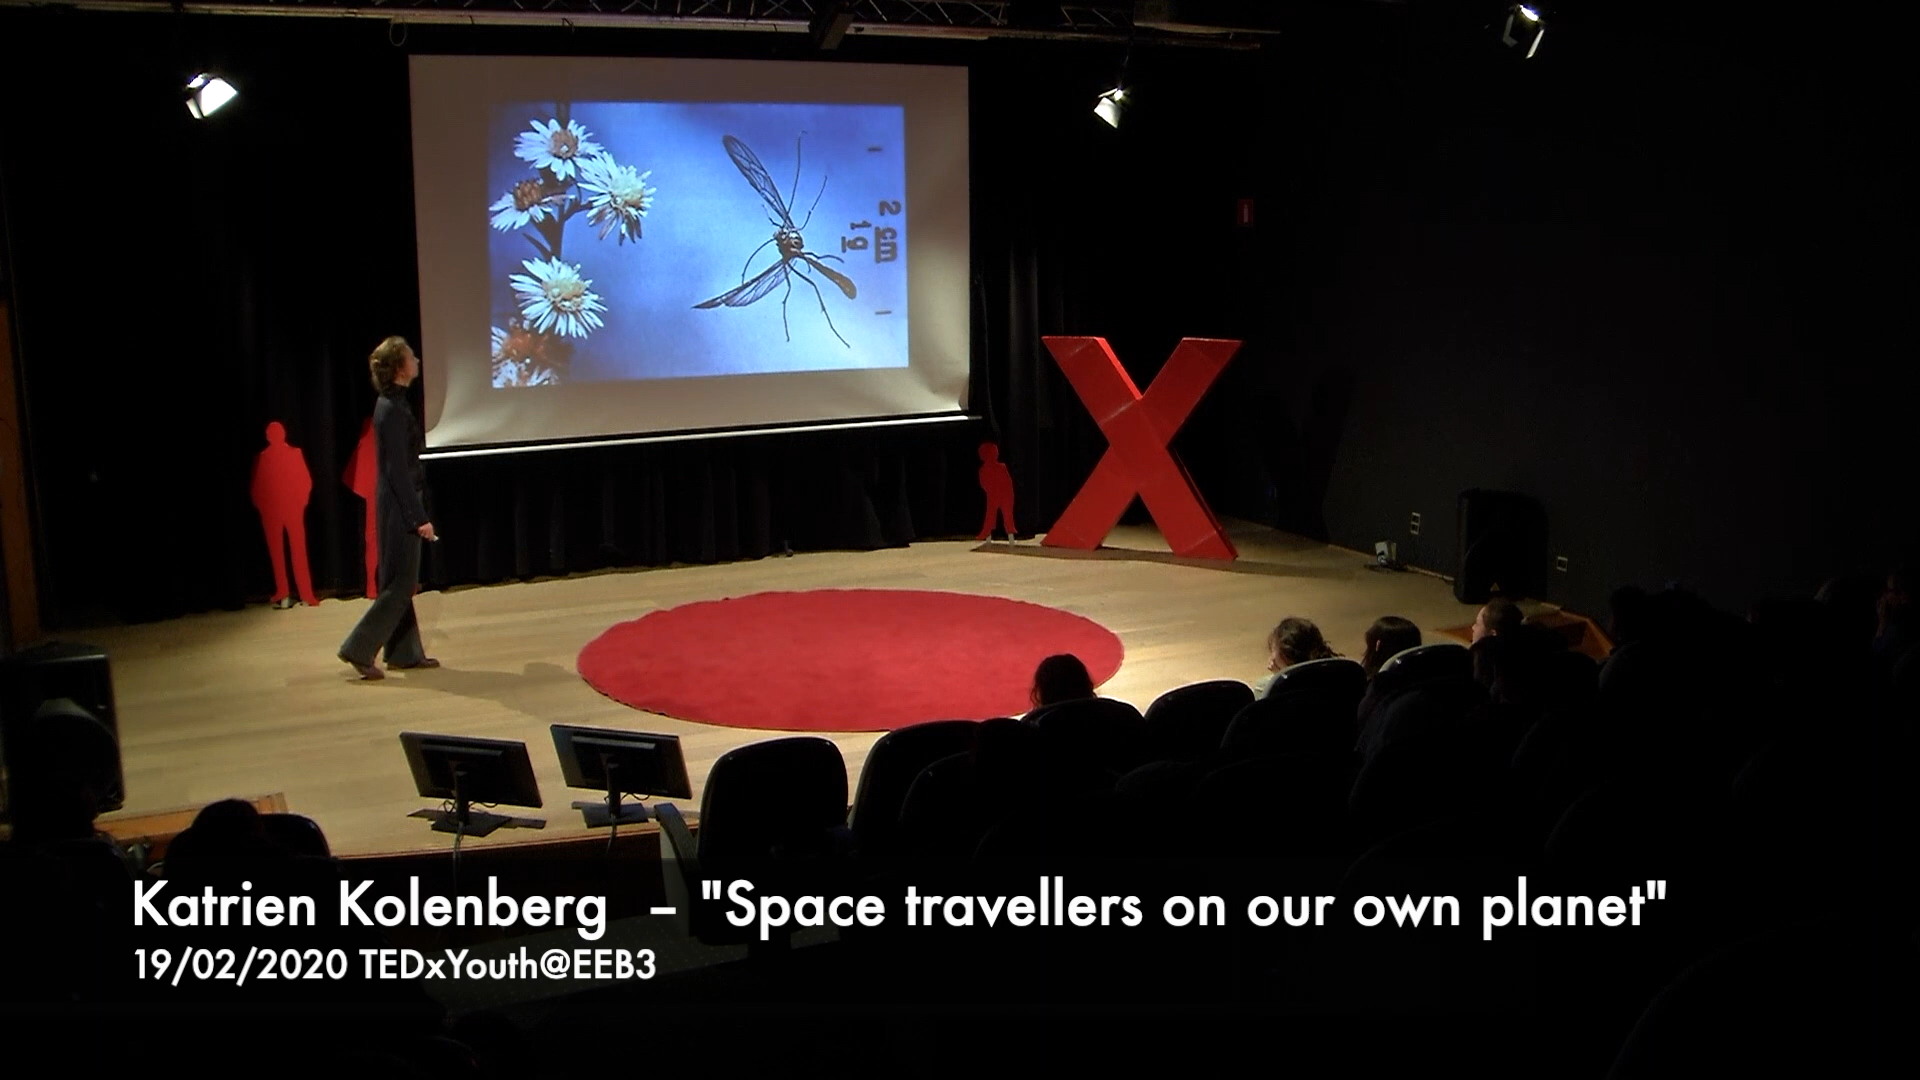 2 cm
1 g
X
Katrien Kolenberg – "Space travellers on our own planet"
19/02/2020 TEDxYouth@EEB3